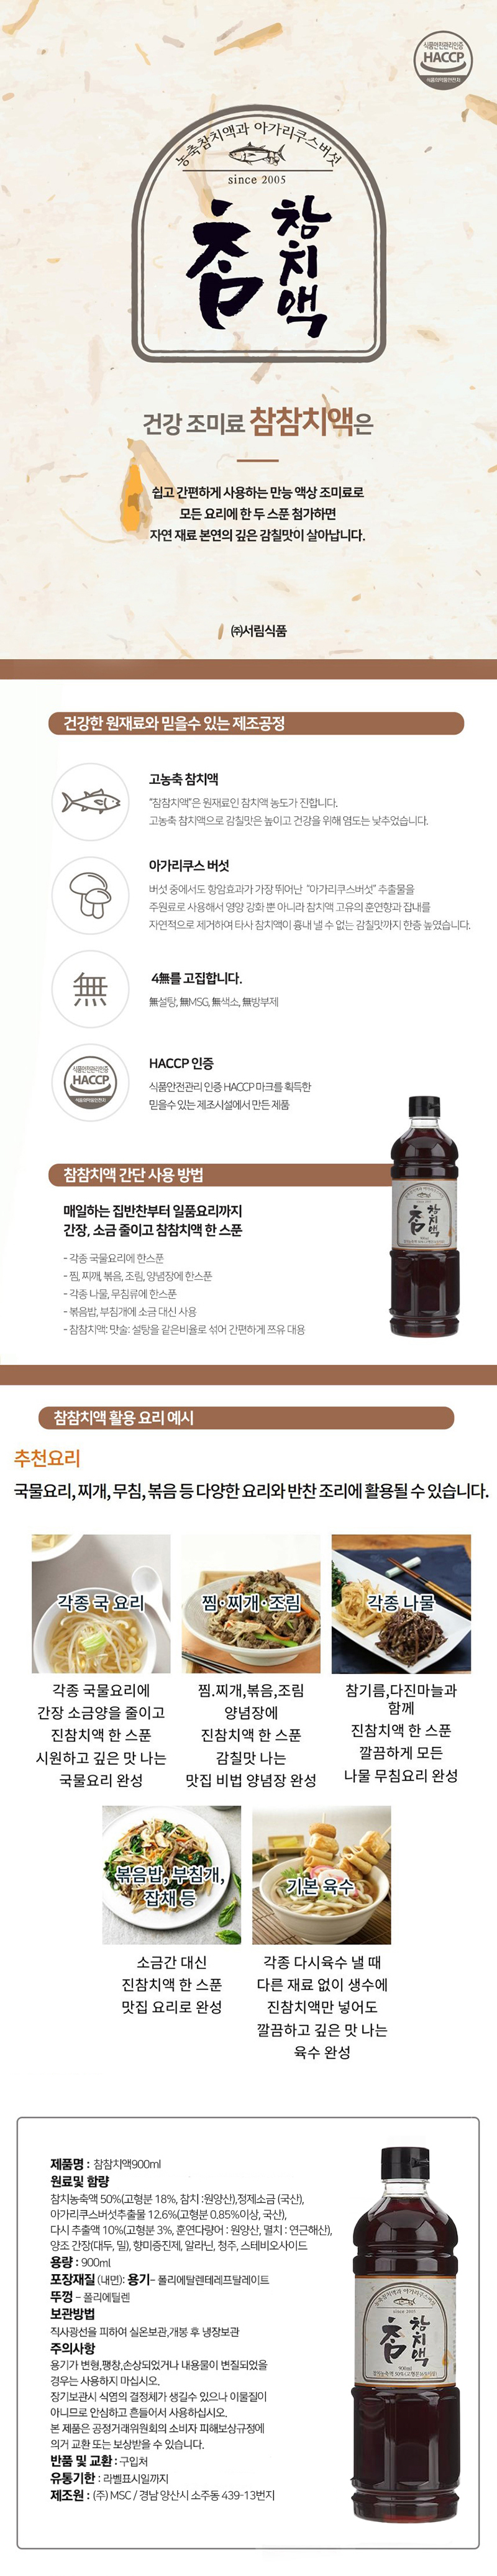 식품안전관리인증
HACCP
식품의약품안전처
농축참치액과 아가리쿠스버섯
since 2005
참
참치액
건강 조미료 참참치액은
쉽고 간편하게 사용하는 만능 액상 조미료로
모든 요리에 한 두 스푼 첨가하면
자연 재료 본연의 깊은 감칠맛이 살아납니다.
㈜서림식품
건강한 원재료와 믿을수 있는 제조공정
고농축 참치액
"참참치액"은 원재료인 참치액 농도가 진합니다.
고농축 참치액으로 감칠맛은 높이고 건강을 위해 염도는 낮추었습니다.
아가리쿠스 버섯
버섯 중에서도 항암효과가 가장 뛰어난 "아가리쿠스버섯" 추출물을
주원료로 사용해서 영양 강화 뿐 아니라 참치액 고유의 훈연향과 잡내를
자연적으로 제거하여 타사 참치액이 흉내 낼 수 없는 감칠맛까지 한층 높였습니다.
無
4無를 고집합니다.
無설탕, 無MSG, 無색소, 無방부제
식품안전관리인증
HACCP
식품의약품안전처
HACCP 인증
식품안전관리 인증 HACCP 마크를 획득한
믿을수 있는 제조시설에서 만든 제품
참참치액 간단 사용 방법
매일하는 집반찬부터 일품요리까지
간장, 소금 줄이고 참참치액 한 스푼
- 각종 국물요리에 한스푼
- 찜, 찌깨, 볶음, 조림, 양념장에 한스푼
- 각종 나물, 무침류에 한스푼
- 볶음밥, 부침개에 소금 대신 사용
- 참참치액: 맛술: 설탕을 같은비율로 섞어 간편하게 쯔유 대용
참
참치액
참참치액 활용 요리 예시
추천요리
국물요리, 찌개, 무침, 볶음 등 다양한 요리와 반찬 조리에 활용될 수 있습니다.
각종 국 요리
찜·찌개·조림
각종 나물
각종 국물요리에
간장 소금양을 줄이고
진참치액 한 스푼
시원하고 깊은 맛 나는
국물요리 완성
찜.찌개,볶음,조림
양념장에
진참치액 한 스푼
감칠맛 나는
맛집 비법 양념장 완성
참기름,다진마늘과
함께
진참치액 한 스푼
깔끔하게 모든
나물 무침요리 완성
볶음밥, 부침개,
잡채 등
기본 육수
소금간 대신
진참치액 한 스푼
맛집 요리로 완성
각종 다시육수 낼 때
다른 재료 없이 생수에
진참치액만 넣어도
깔끔하고 깊은 맛 나는
육수 완성
제품명 : 참참치액900ml
원료및 함량
참치농축액 50%(고형분 18%, 참치 :원양산),정제소금 (국산),
아가리쿠스버섯추출물 12.6%(고형분 0.85%이상, 국산),
다시 추출액 10%(고형분 3%, 훈연다랑어 : 원양산, 멸치 : 연근해산),
양조 간장(대두, 밀), 향미증진제, 알라닌, 청주, 스테비오사이드
용량 : 900ml
포장재질 (내면): 용기- 폴리에탈렌테레프탈레이트
뚜껑 - 폴리에틸렌
보관방법
직사광선을 피하여 실온보관,개봉 후 냉장보관
주의사항
용기가 변형,팽창,손상되었거나 내용물이 변질되었을
경우는 사용하지 마십시오.
장기보관시 식염의 결정체가 생길수 있으나 이물질이
아니므로 안심하고 흔들어서 사용하십시오.
본 제품은 공정거래위원회의 소비자 피해보상규정에
의거 교환 또는 보상받을 수 있습니다.
반품 및 교환 : 구입처
유통기한 : 라벨표시일까지
제조원 : (주) MSC / 경남 양산시 소주동 439-13번지
농축참치액과 아가리쿠스버섯
since 2005
참
참치액
900ml